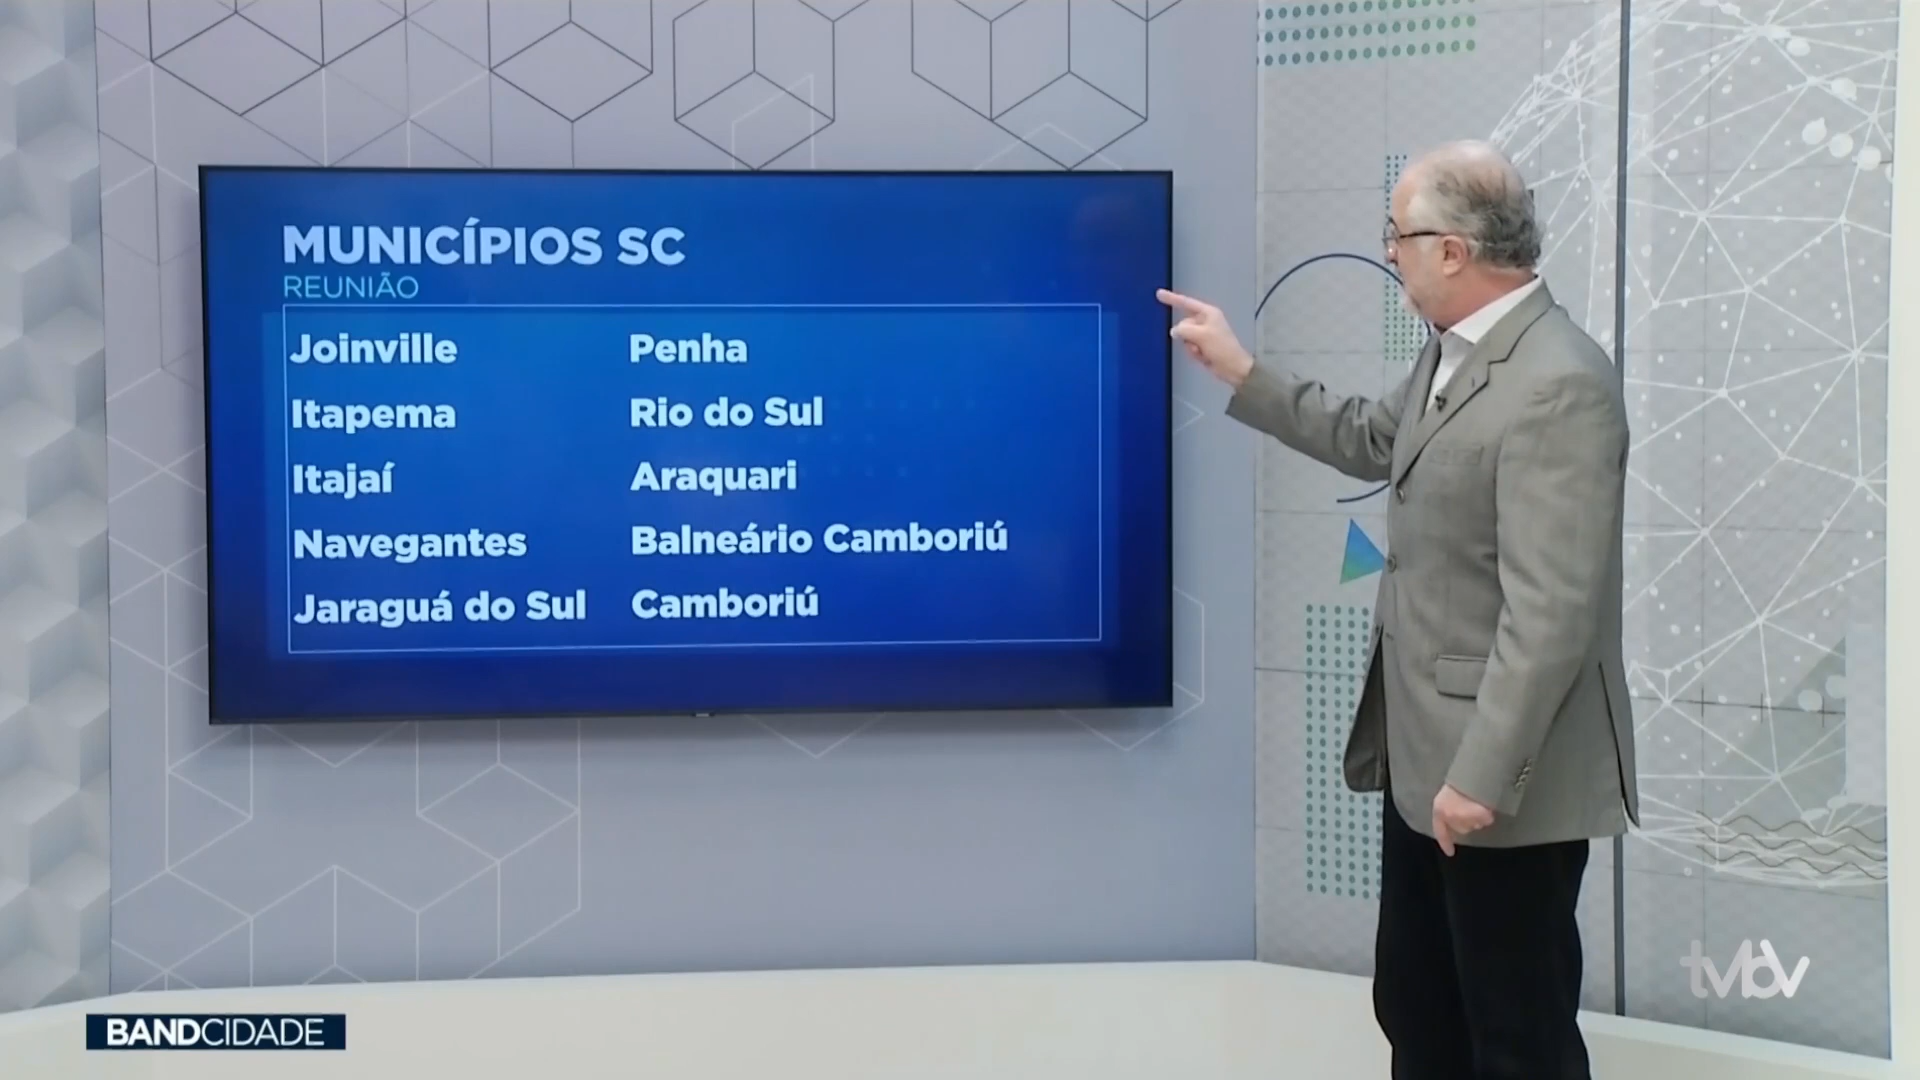 MUNICÍPIOS SC
REUNIÃO
Joinville
Itapema
Itajaí
Navegantes
Jaraguá do Sul
Penha
Rio do Sul
Araquari
Balneário Camboriú
Camboriú
BANDCIDADE
tvbv